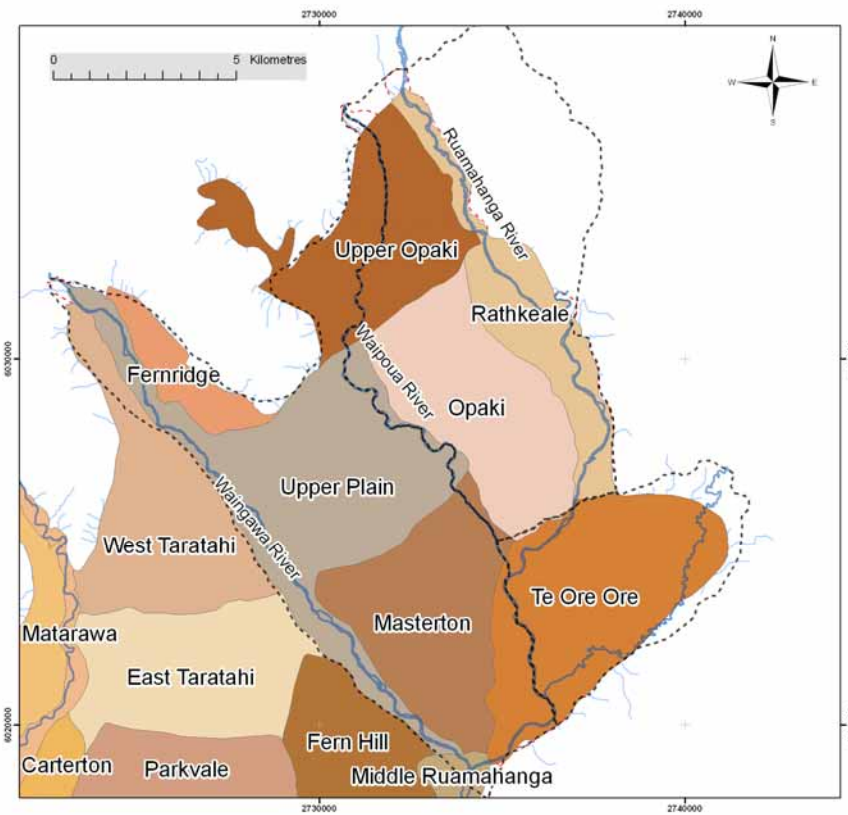 2730000
2740000
0 5 Kilometres
N
W E
S
Ruamahanga River
Upper Opaki
Rathkeale
6030000
Fernridge
Waipoua River
Opaki
Upper Plain
Waingawa River
West Taratahi
Te Ore Ore
Masterton
Matarawa
East Taratahi
6020000
Fern Hill
Carterton
Parkvale
Middle Ruamahanga
2730000
2740000